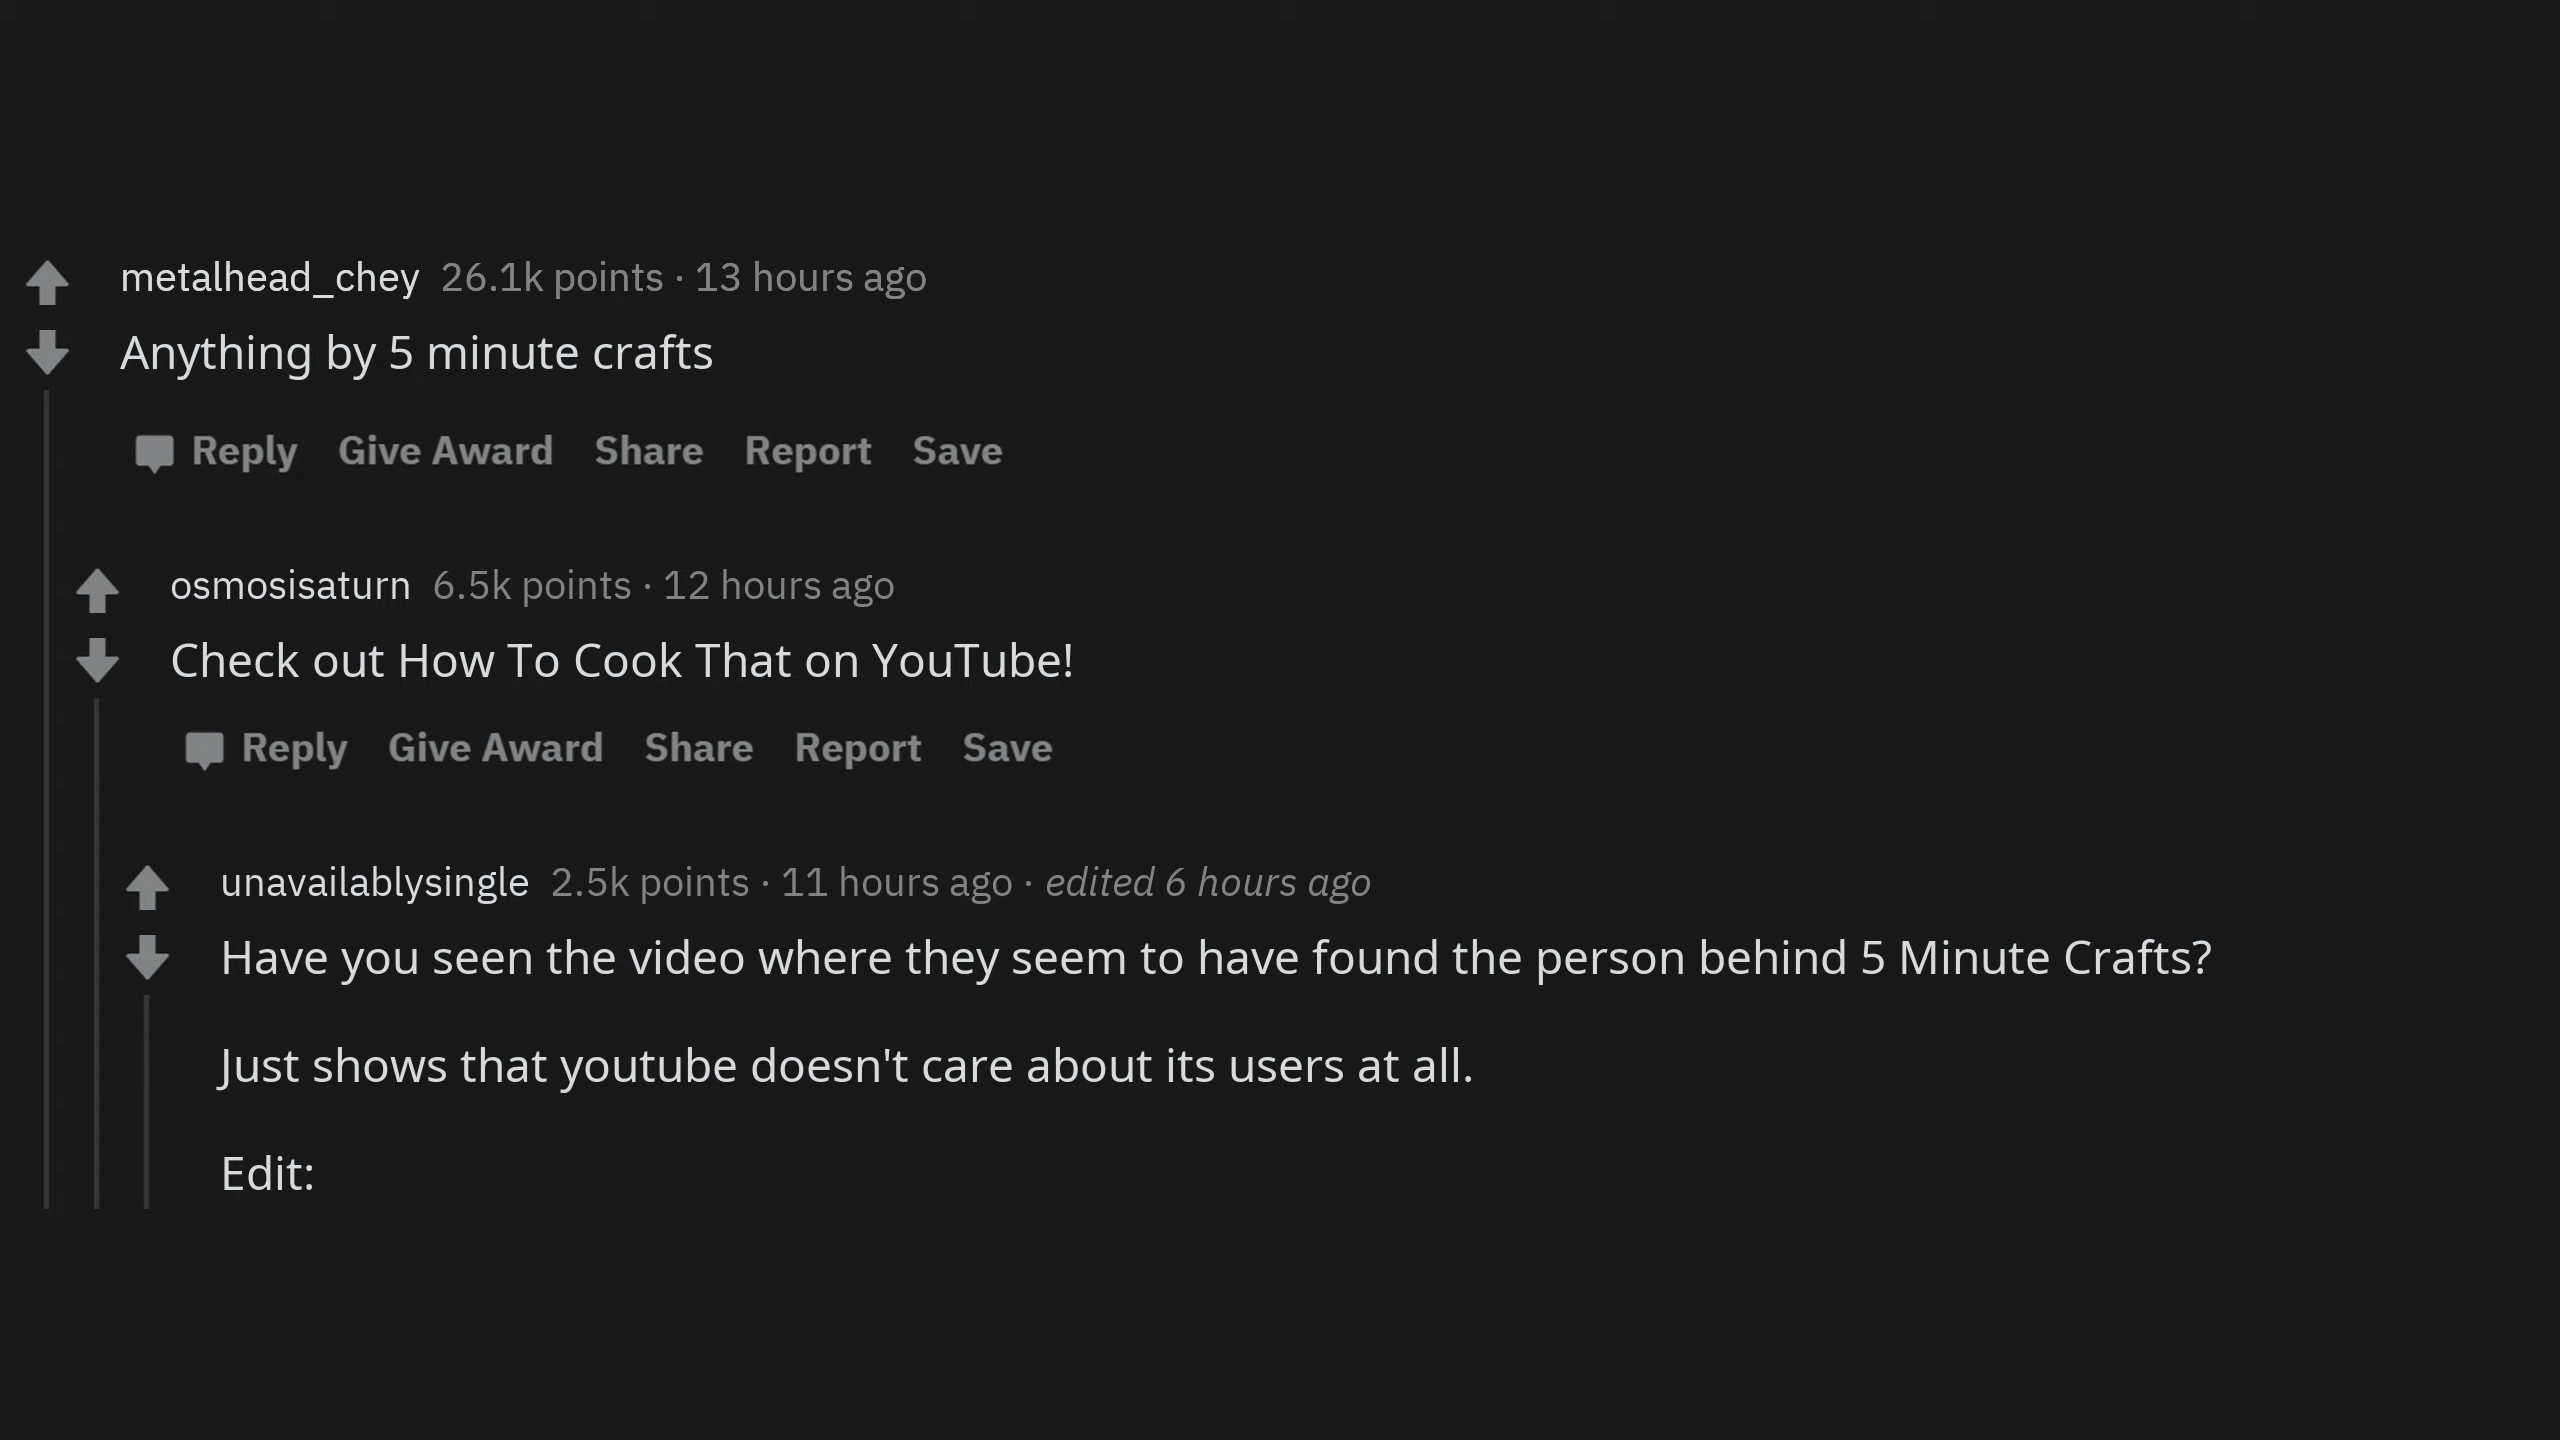 metalhead_chey 26.1k points · 13 hours ago
Anything by 5 minute crafts
Reply Give Award Share Report Save
osmosisaturn 6.5k points · 12 hours ago
Check out How To Cook That on YouTube!
Reply Give Award Share Report Save
unavailablysingle 2.5k points · 11 hours ago · edited 6 hours ago
Have you seen the video where they seem to have found the person behind 5 Minute Crafts?
Just shows that youtube doesn't care about its users at all.
Edit: